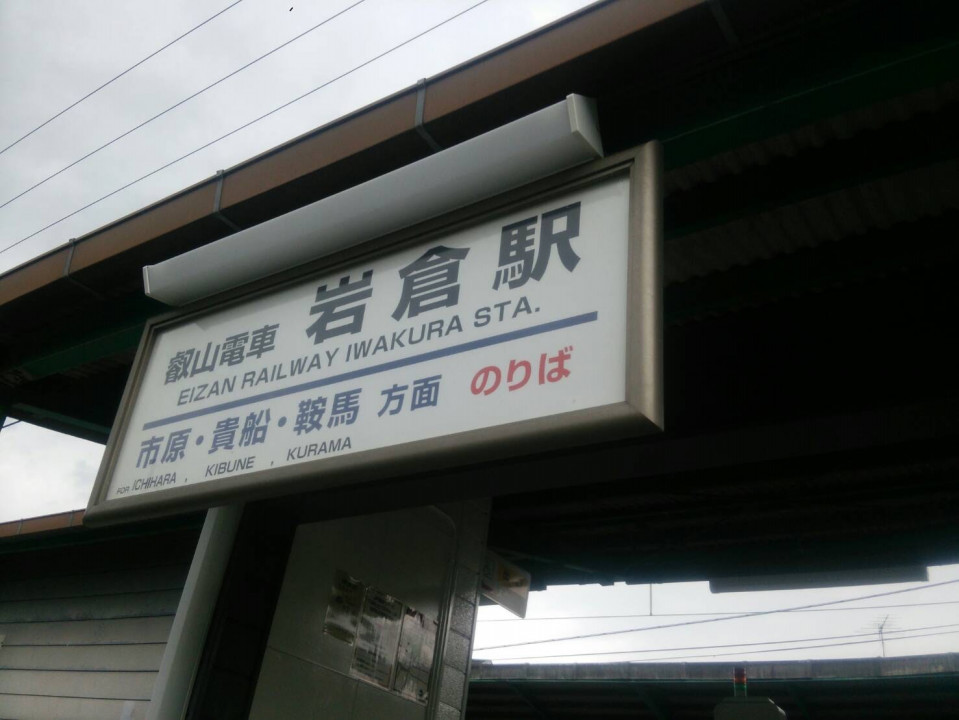 叡山電車 岩倉駅
EIZAN RAILWAY IWAKURA STA.
市原・貴船・鞍馬 方面 のりば
FOR ICHIHARA , KIBUNE , KURAMA